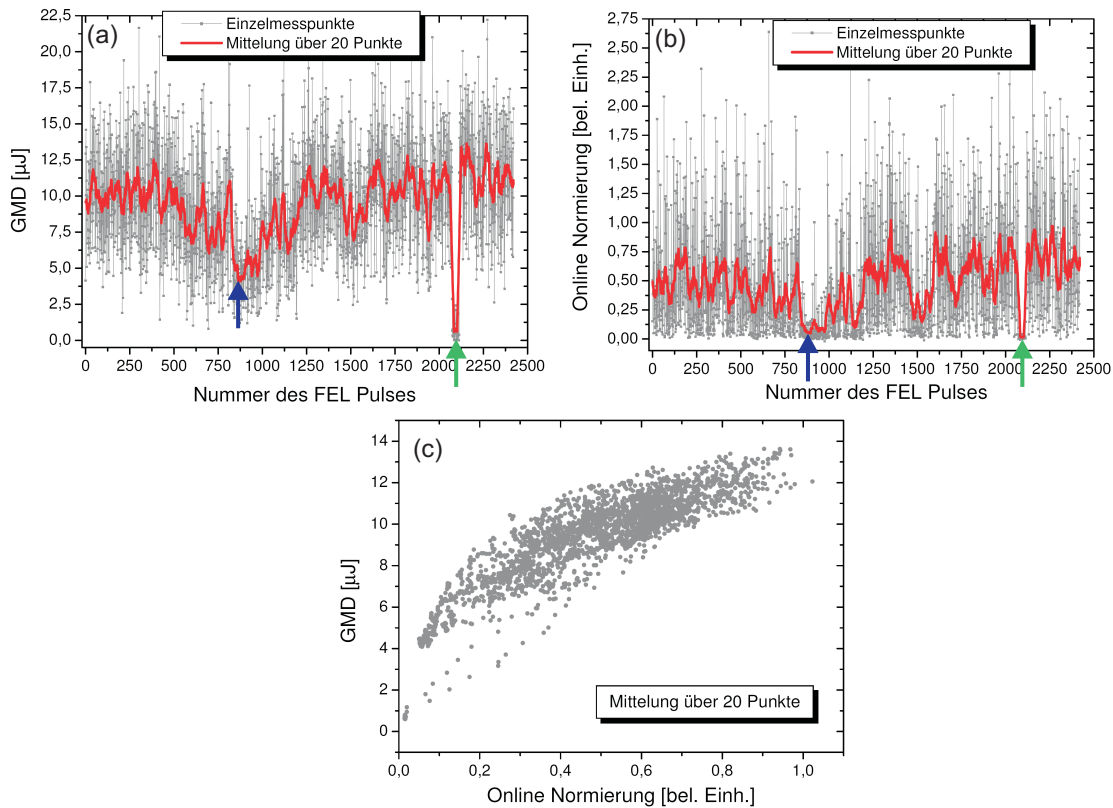 (a)
Einzelmesspunkte
Mittelung über 20 Punkte
22,5
20,0
17,5
15,0
12,5
10,0
7,5
5,0
2,5
0,0
GMD [µJ]
0 250 500 750 1000 1250 1500 1750 2000 2250 2500
Nummer des FEL Pulses
(b)
Einzelmesspunkte
Mittelung über 20 Punkte
2,75
2,50
2,25
2,00
1,75
1,50
1,25
1,00
0,75
0,50
0,25
0,00
Online Normierung [bel. Einh.]
0 250 500 750 1000 1250 1500 1750 2000 2250 2500
Nummer des FEL Pulses
(c)
14
12
10
8
6
4
2
0
GMD [µJ]
Mittelung über 20 Punkte
0,0 0,2 0,4 0,6 0,8 1,0
Online Normierung [bel. Einh.]